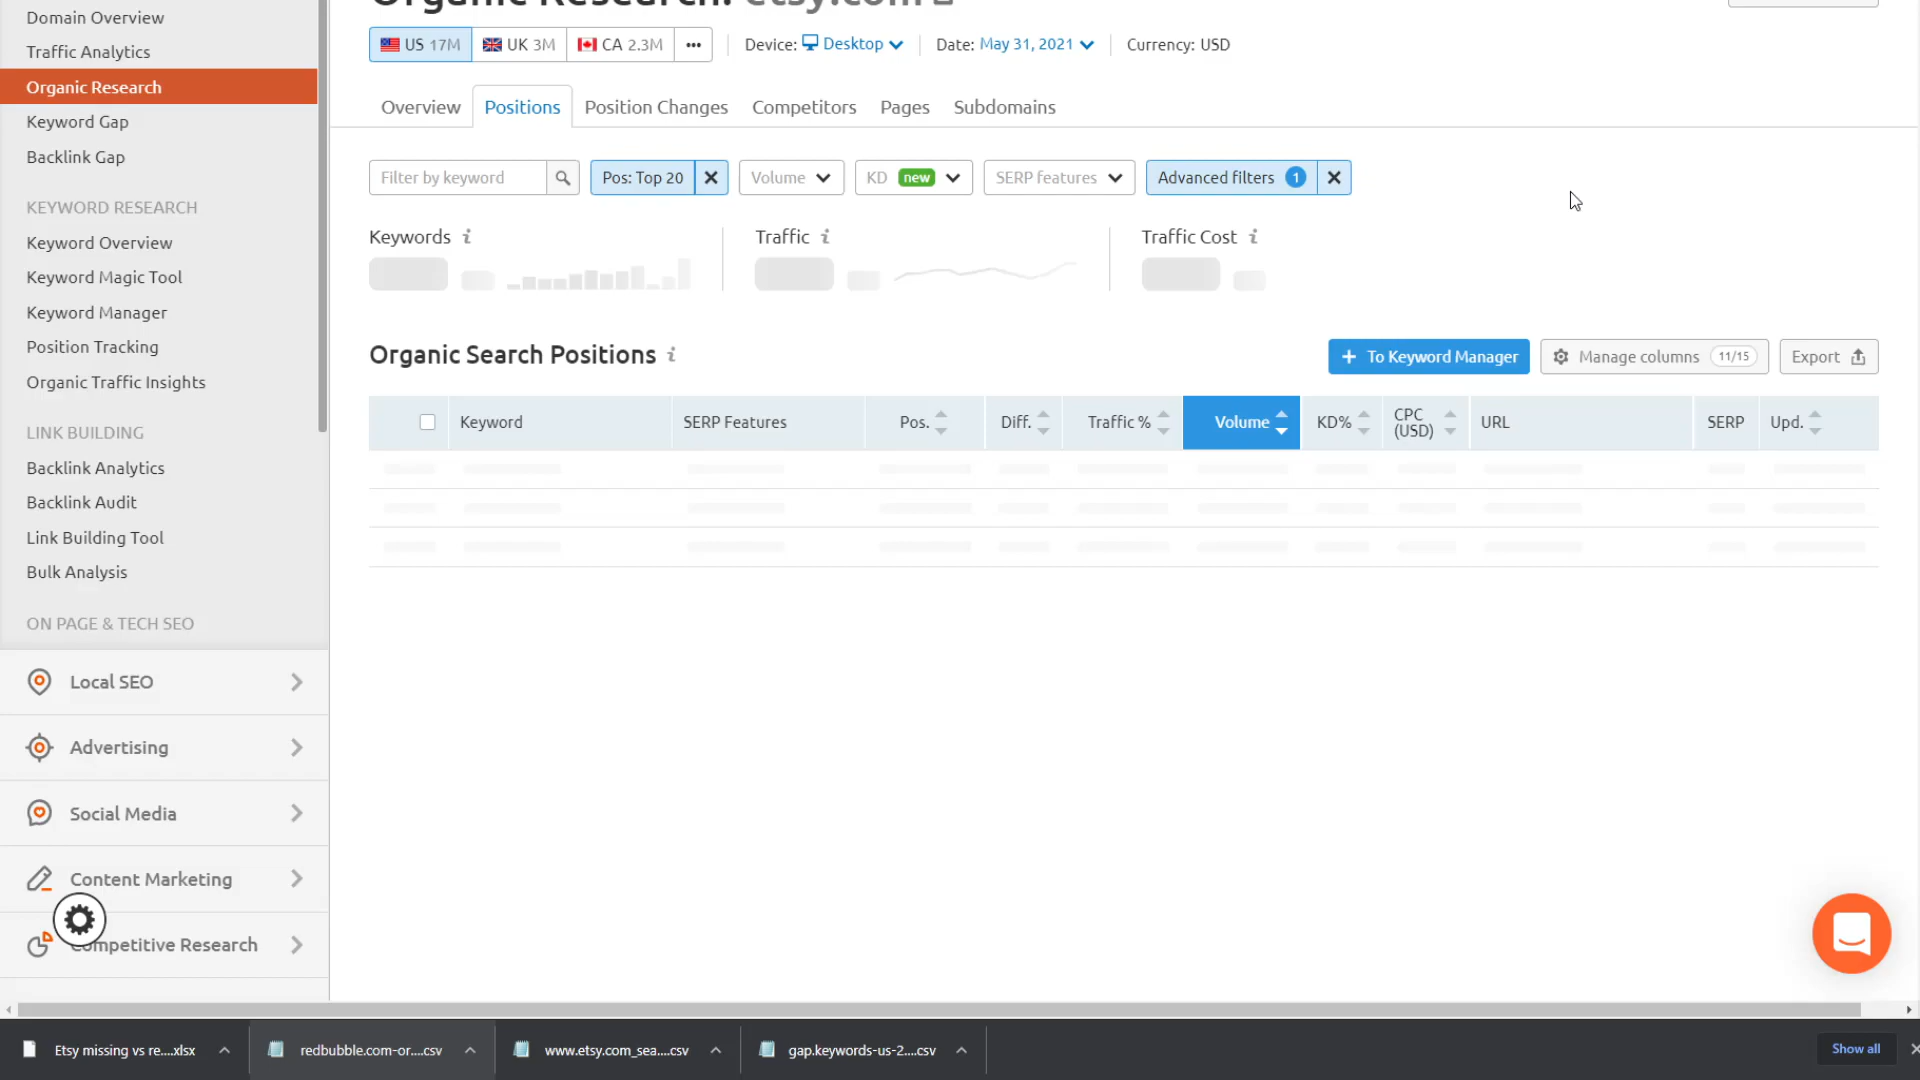 Organic Research: etsy.com
Domain Overview
Traffic Analytics
Organic Research
Keyword Gap
Backlink Gap
KEYWORD RESEARCH
Keyword Overview
Keyword Magic Tool
Keyword Manager
Position Tracking
Organic Traffic Insights
LINK BUILDING
Backlink Analytics
Backlink Audit
Link Building Tool
Bulk Analysis
ON PAGE & TECH SEO
Local SEO
Advertising
Social Media
Content Marketing
Competitive Research
US 17M UK 3M CA 2.3M ••• Device: Desktop Date: May 31, 2021 Currency: USD
Overview Positions Position Changes Competitors Pages Subdomains
Filter by keyword Pos: Top 20 Volume KD new SERP features Advanced filters 1
Keywords i Traffic i Traffic Cost i
Organic Search Positions i + To Keyword Manager Manage columns 11/15 Export
Keyword SERP Features Pos. Diff. Traffic % Volume KD% CPC (USD) URL SERP Upd.
Etsy missing vs re....xlsx redbubble.com-or....csv www.etsy.com_sea....csv gap.keywords-us-2....csv Show all